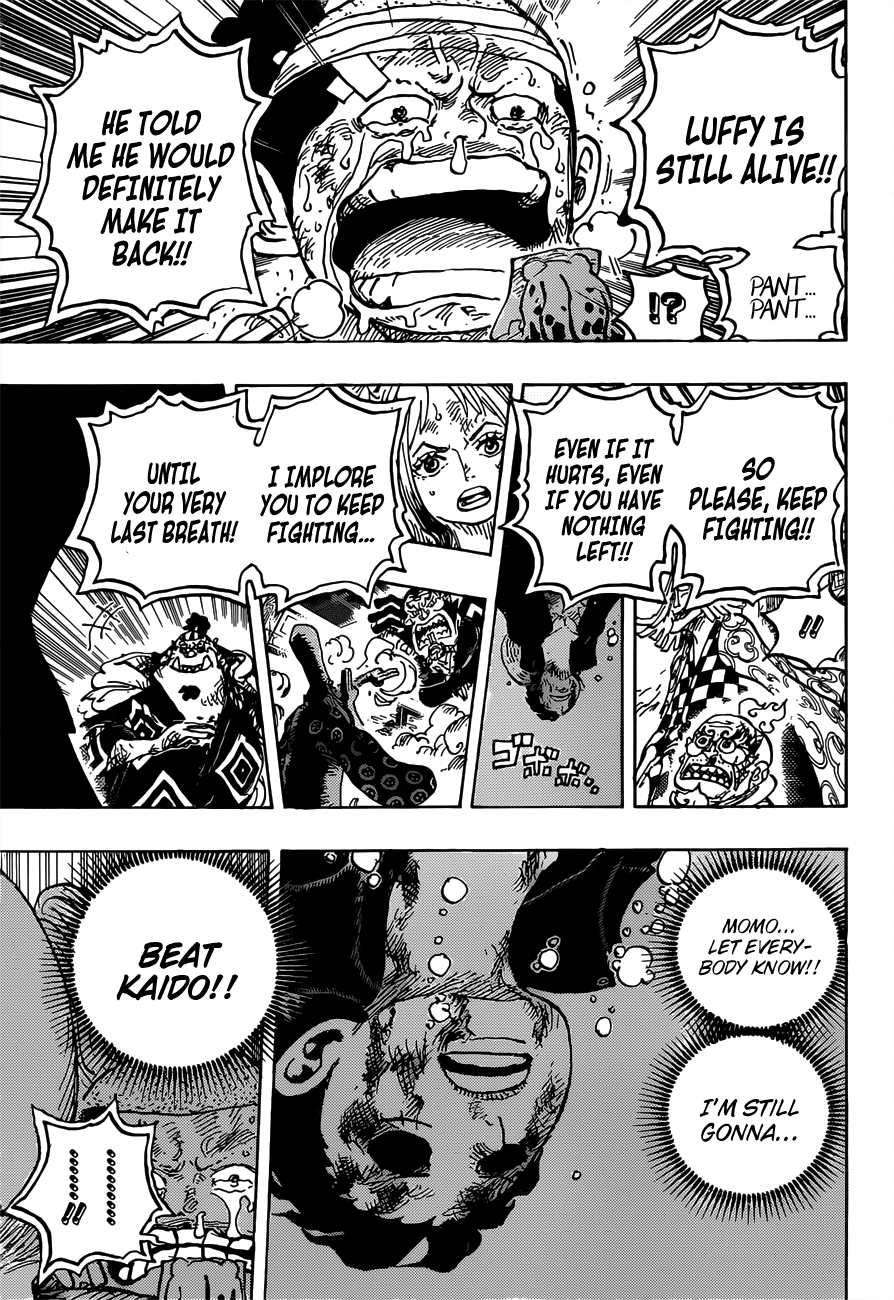 LUFFY IS
STILL ALIVE!!
PANT...
PANT...
!?
HE TOLD
ME HE WOULD
DEFINITELY
MAKE IT
BACK!!
SO
PLEASE, KEEP
FIGHTING!!
!!
EVEN IF IT
HURTS, EVEN
IF YOU HAVE
NOTHING
LEFT!!
ゴボボ..
I IMPLORE
YOU TO KEEP
FIGHTING...
UNTIL
YOUR VERY
LAST BREATH!
MOMO...
LET EVERY-
BODY KNOW!!
I'M STILL
GONNA...
BEAT
KAIDO!!
.........
.........!!